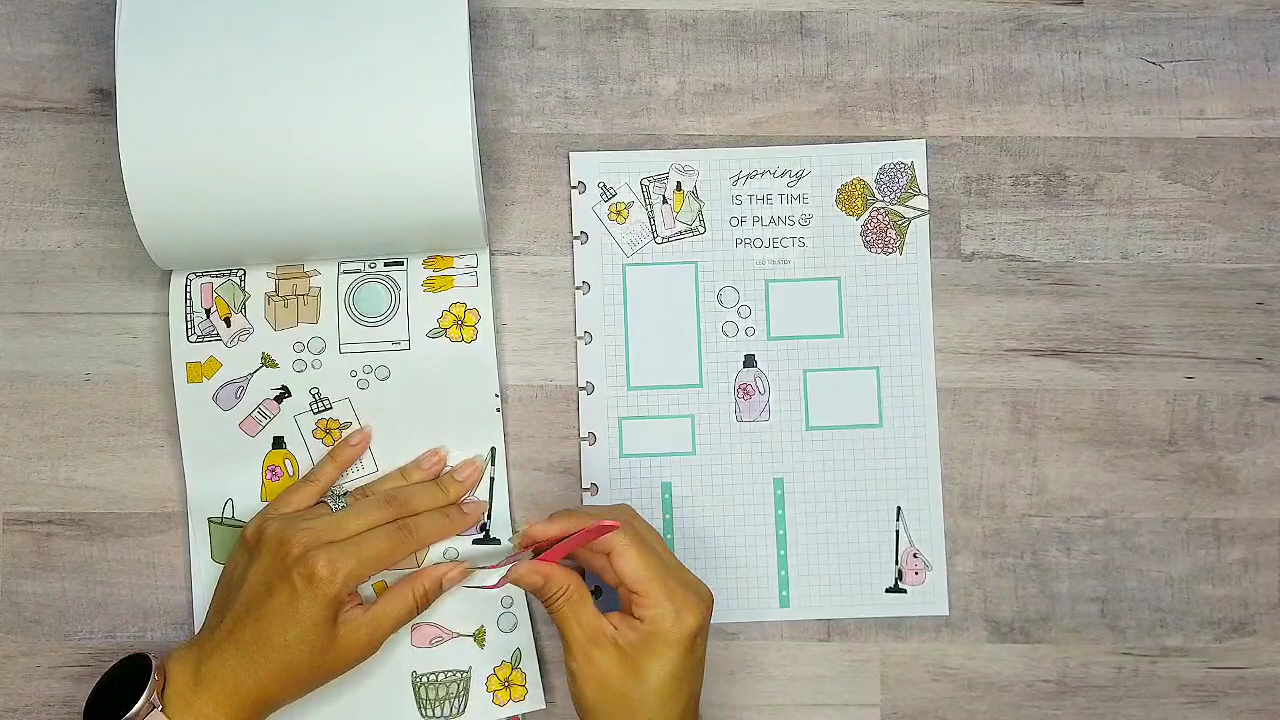 spring
IS THE TIME
OF PLANS &
PROJECTS.
LEO TOLSTOY